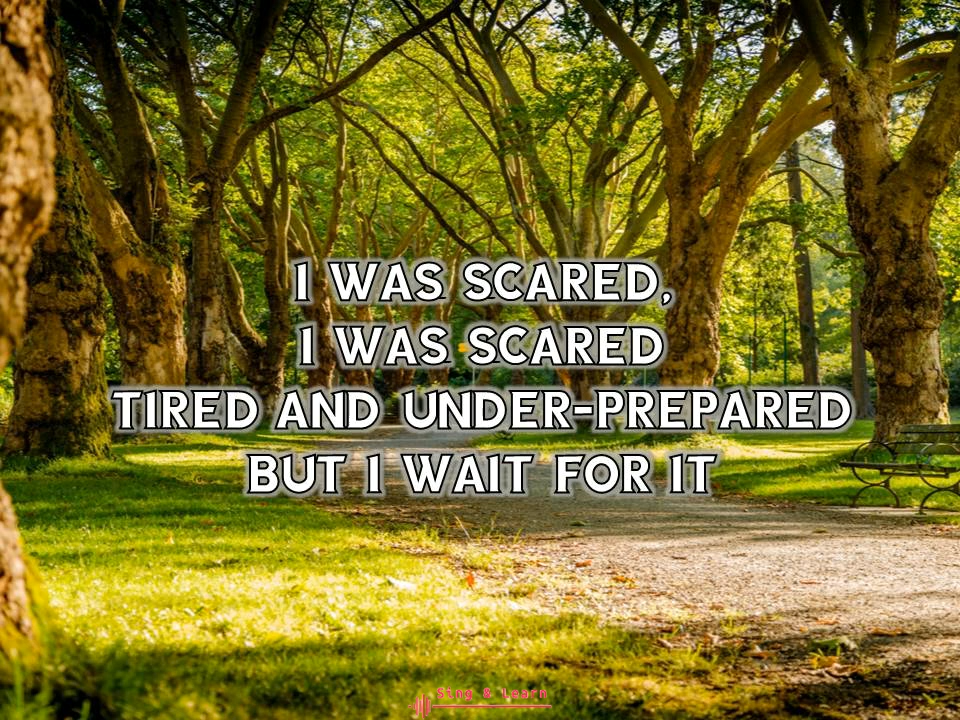 I WAS SCARED,
I WAS SCARED
TIRED AND UNDER-PREPARED
BUT I WAIT FOR IT
Sing & Learn